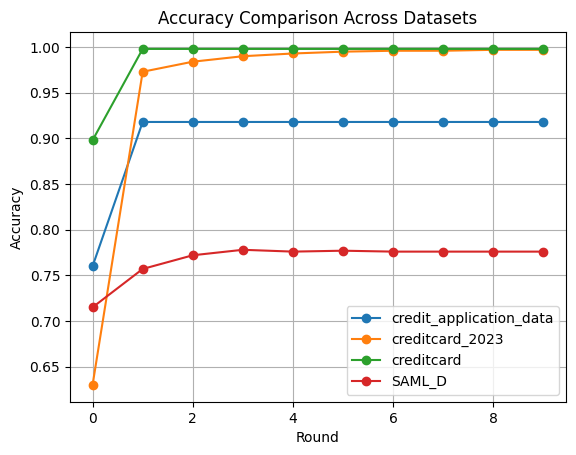 Accuracy Comparison Across Datasets
1.00
0.95
0.90
0.85
0.80
0.75
0.70
0.65
Accuracy
credit_application_data
creditcard_2023
creditcard
SAML_D
0 2 4 6 8
Round